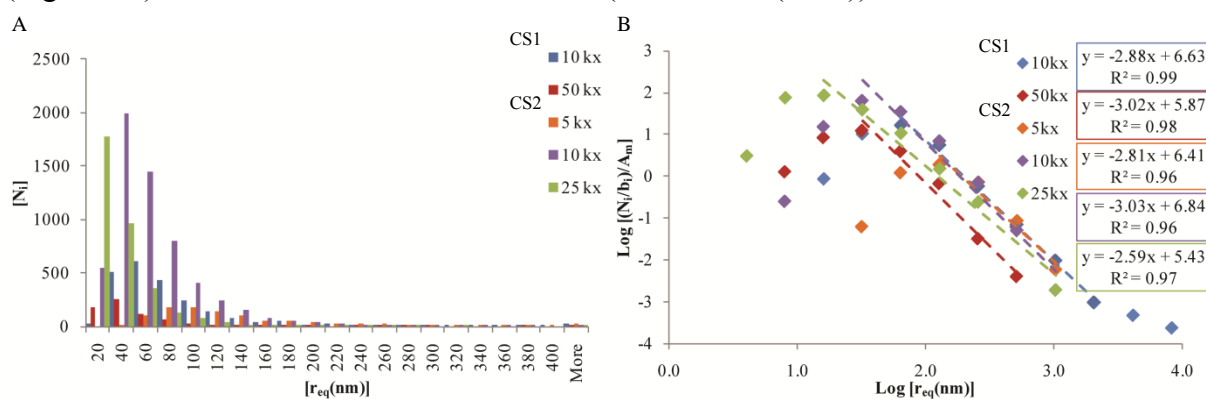 A
2500
2000
1500
1000
500
0
[Nᵢ]
20
40
60
80
100
120
140
160
180
200
220
240
260
280
300
320
340
360
380
400
More
[r_eq(nm)]
CS1
10 kx
50 kx
CS2
5 kx
10 kx
25 kx
B
3
2
1
0
-1
-2
-3
-4
Log [(Nᵢ/bᵢ)/Aₘ]
0.0 1.0 2.0 3.0 4.0
Log [r_eq(nm)]
CS1
10kx
50kx
CS2
5kx
10kx
25kx
y = -2.88x + 6.63
R² = 0.99
y = -3.02x + 5.87
R² = 0.98
y = -2.81x + 6.41
R² = 0.96
y = -3.03x + 6.84
R² = 0.96
y = -2.59x + 5.43
R² = 0.97